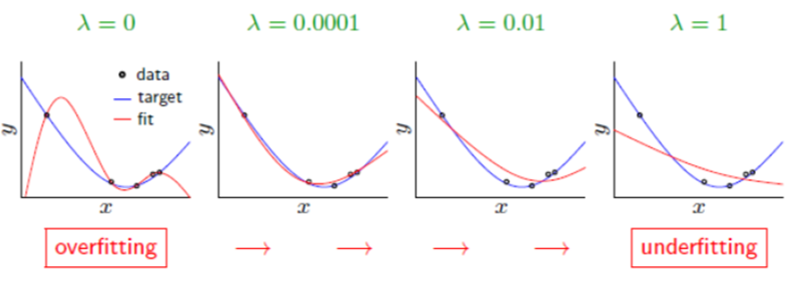 λ = 0 λ = 0.0001 λ = 0.01 λ = 1
data
target
fit
y y y y
x x x x
overfitting → → → → underfitting